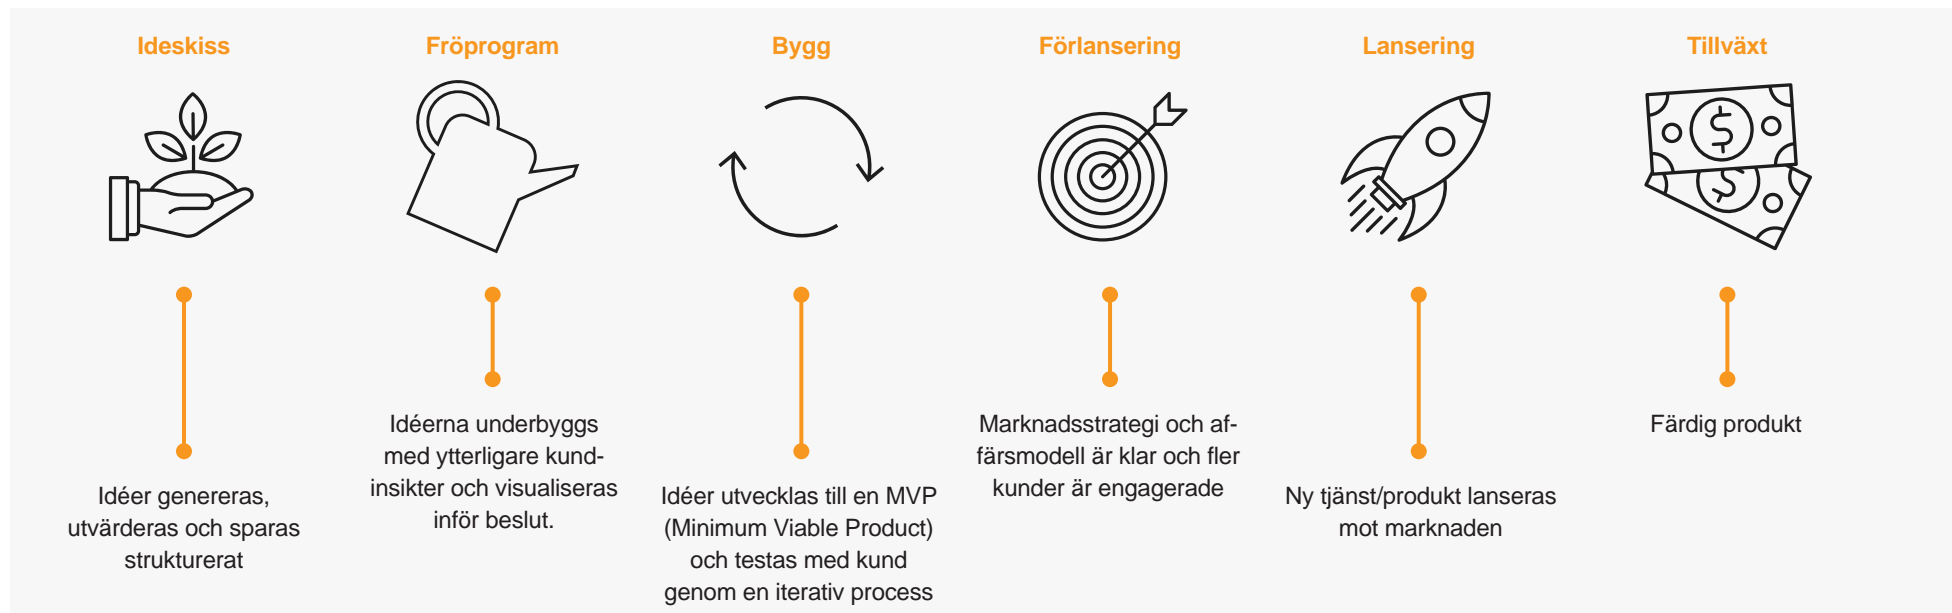 Ideskiss
Fröprogram
Bygg
Förlansering
Lansering
Tillväxt
Idéer genereras,
utvärderas och sparas
strukturerat
Idéerna underbyggs
med ytterligare kund-
insikter och visualiseras
inför beslut.
Idéer utvecklas till en MVP
(Minimum Viable Product)
och testas med kund
genom en iterativ process
Marknadsstrategi och af-
färsmodell är klar och fler
kunder är engagerade
Ny tjänst/produkt lanseras
mot marknaden
Färdig produkt